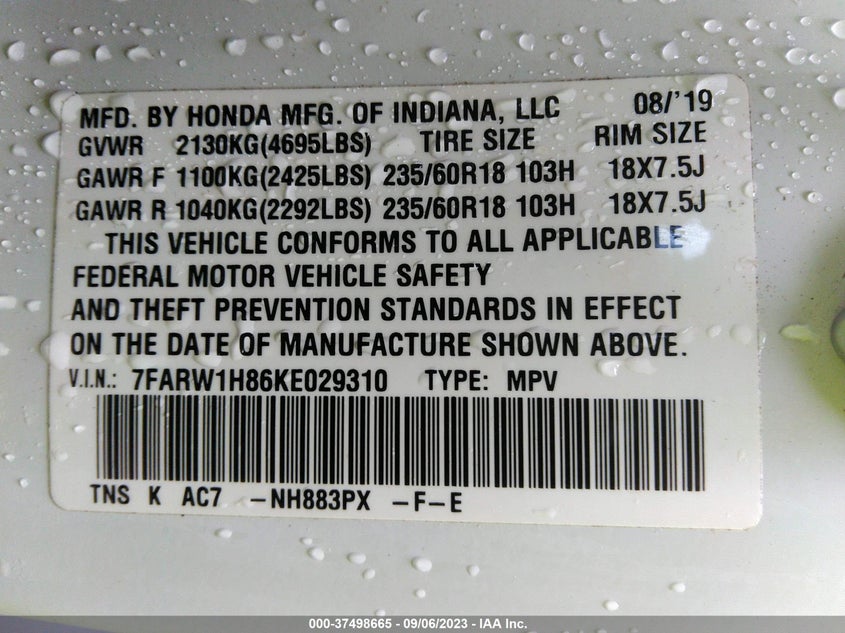 MFD. BY HONDA MFG. OF INDIANA, LLC 08/'19
GVWR 2130KG(4695LBS) TIRE SIZE RIM SIZE
GAWR F 1100KG(2425LBS) 235/60R18 103H 18X7.5J
GAWR R 1040KG(2292LBS) 235/60R18 103H 18X7.5J
THIS VEHICLE CONFORMS TO ALL APPLICABLE
FEDERAL MOTOR VEHICLE SAFETY
AND THEFT PREVENTION STANDARDS IN EFFECT
ON THE DATE OF MANUFACTURE SHOWN ABOVE.
V.I.N.: 7FARW1H86KE029310 TYPE: MPV
TNS K AC7 -NH883PX -F-E
000-37498665 - 09/06/2023 - IAA Inc.